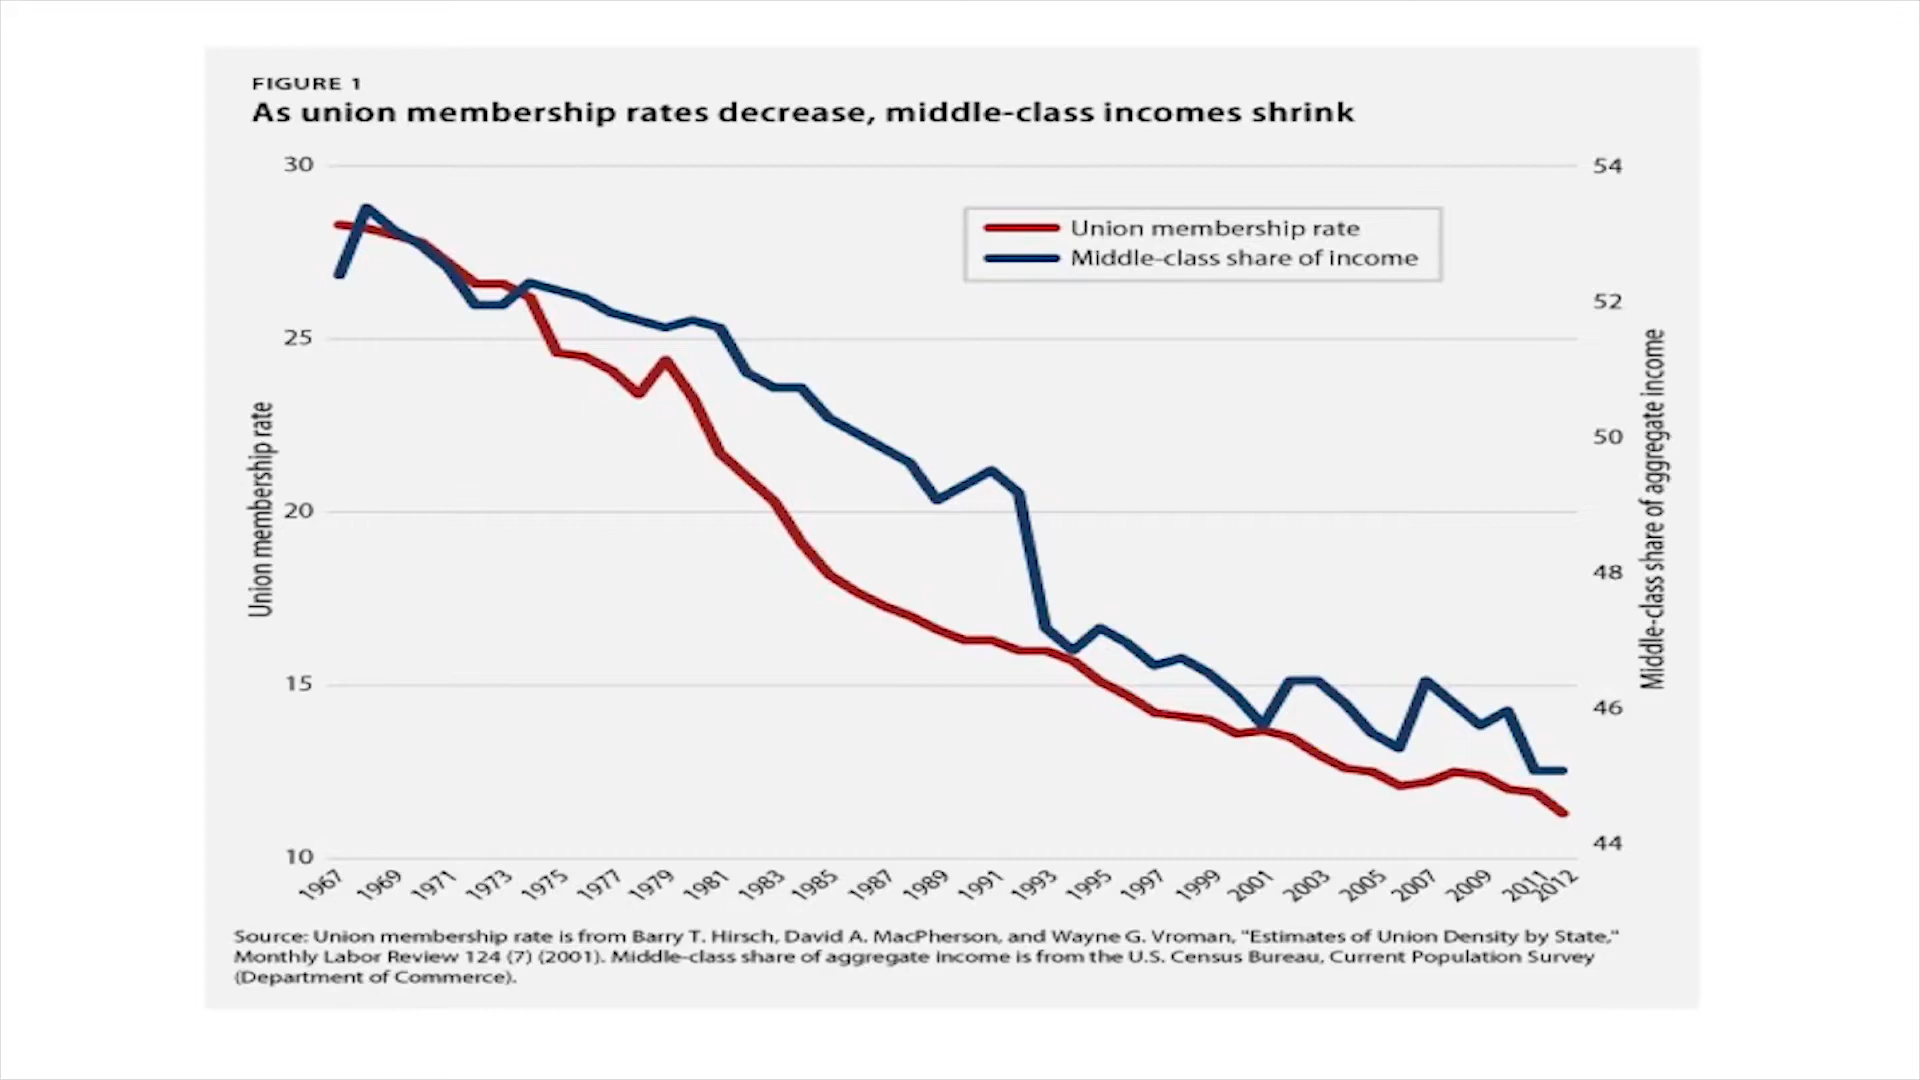 FIGURE 1
As union membership rates decrease, middle-class incomes shrink
30
25
20
15
10
Union membership rate
54
52
50
48
46
44
Middle-class share of aggregate income
Union membership rate
Middle-class share of income
1967 1969 1971 1973 1975 1977 1979 1981 1983 1985 1987 1989 1991 1993 1995 1997 1999 2001 2003 2005 2007 2009 2011 2012
Source: Union membership rate is from Barry T. Hirsch, David A. MacPherson, and Wayne G. Vroman, "Estimates of Union Density by State,"
Monthly Labor Review 124 (7) (2001). Middle-class share of aggregate income is from the U.S. Census Bureau, Current Population Survey
(Department of Commerce).